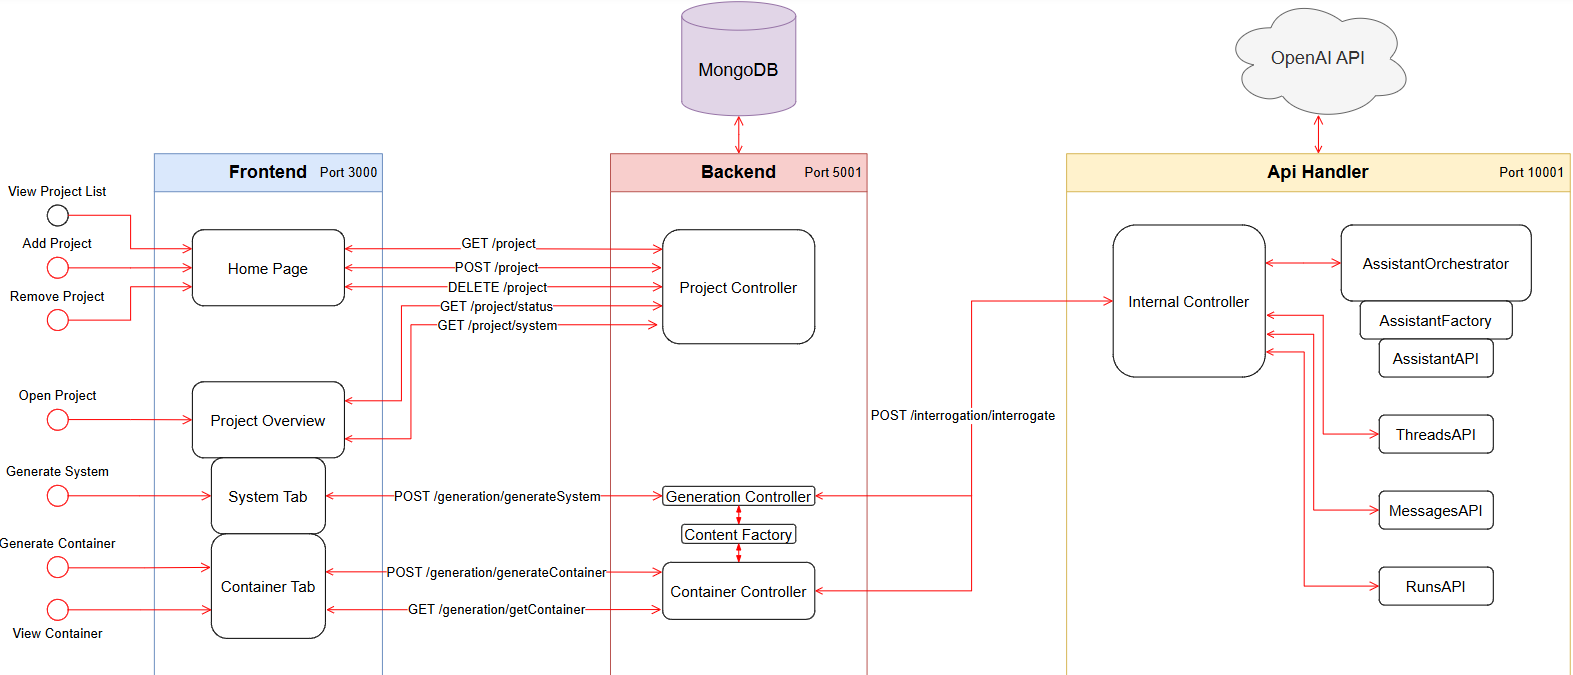 MongoDB
OpenAI API
Frontend Port 3000
Backend Port 5001
Api Handler Port 10001
View Project List
Add Project
Remove Project
Home Page
GET /project
POST /project
DELETE /project
GET /project/status
GET /project/system
Project Controller
Internal Controller
AssistantOrchestrator
AssistantFactory
AssistantAPI
Open Project
Project Overview
POST /interrogation/interrogate
ThreadsAPI
Generate System
System Tab
POST /generation/generateSystem
Generation Controller
MessagesAPI
Content Factory
Generate Container
Container Tab
POST /generation/generateContainer
GET /generation/getContainer
Container Controller
RunsAPI
View Container